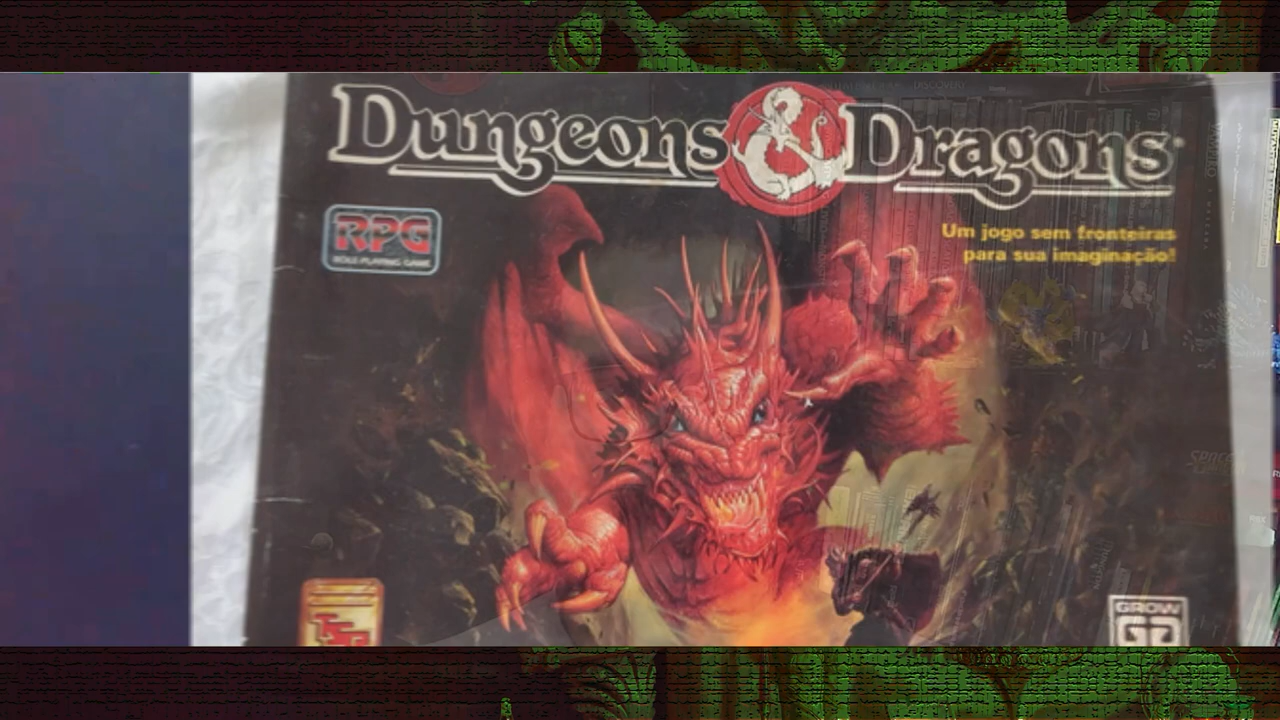 DUNGEONS & DRAGONS
RPG
ROLE-PLAYING GAME
Um jogo sem fronteiras
para sua imaginação!
TSR
GROW